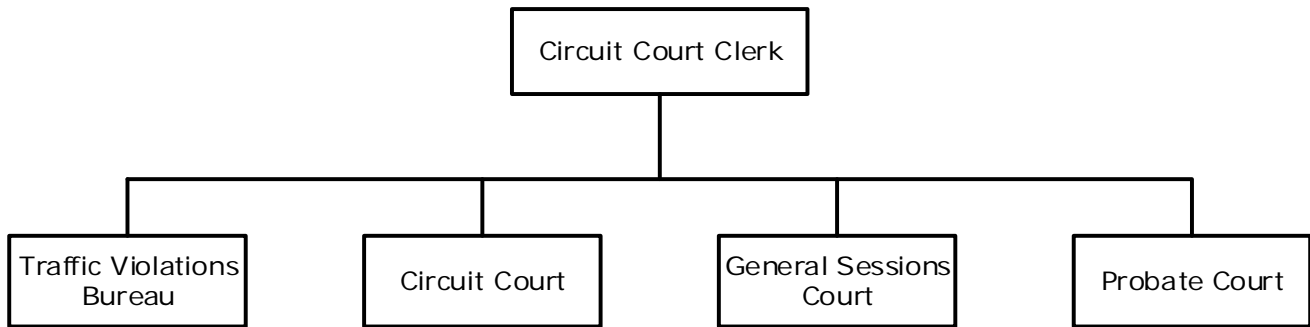 Circuit Court Clerk
Traffic Violations
Bureau
Circuit Court
General Sessions
Court
Probate Court